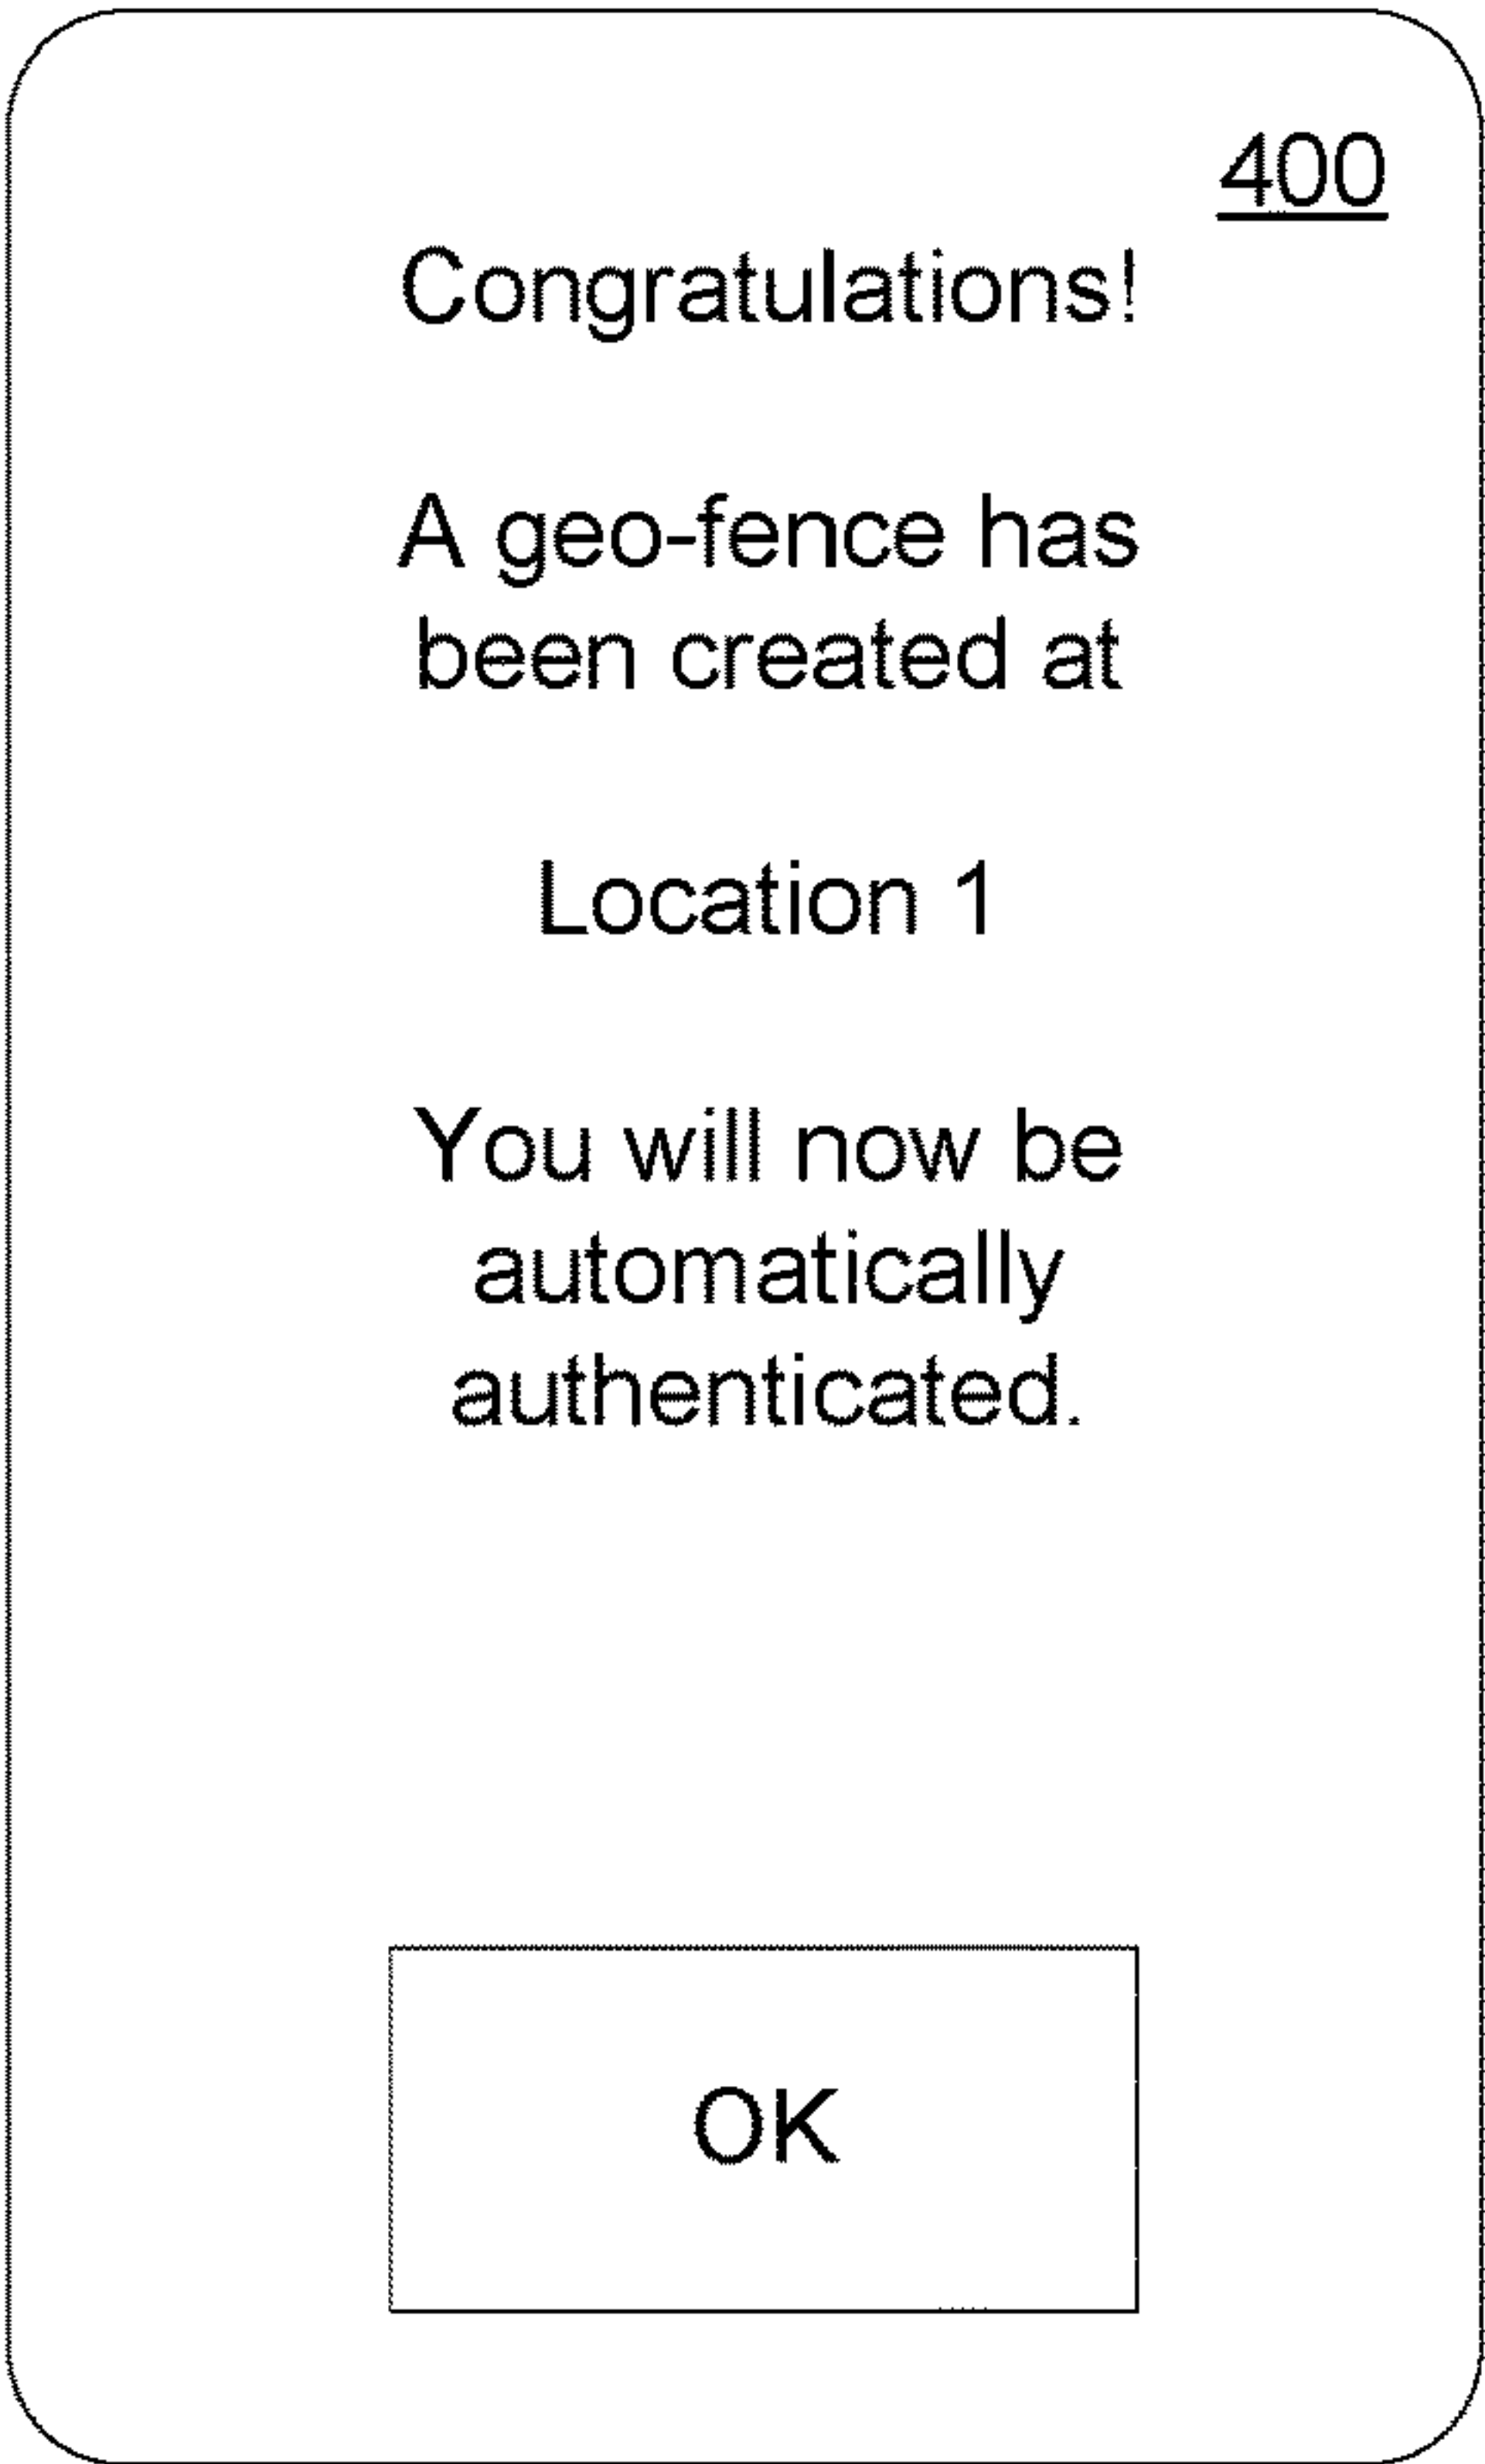 400
Congratulations!
A geo-fence has
been created at
Location 1
You will now be
automatically
authenticated.
OK